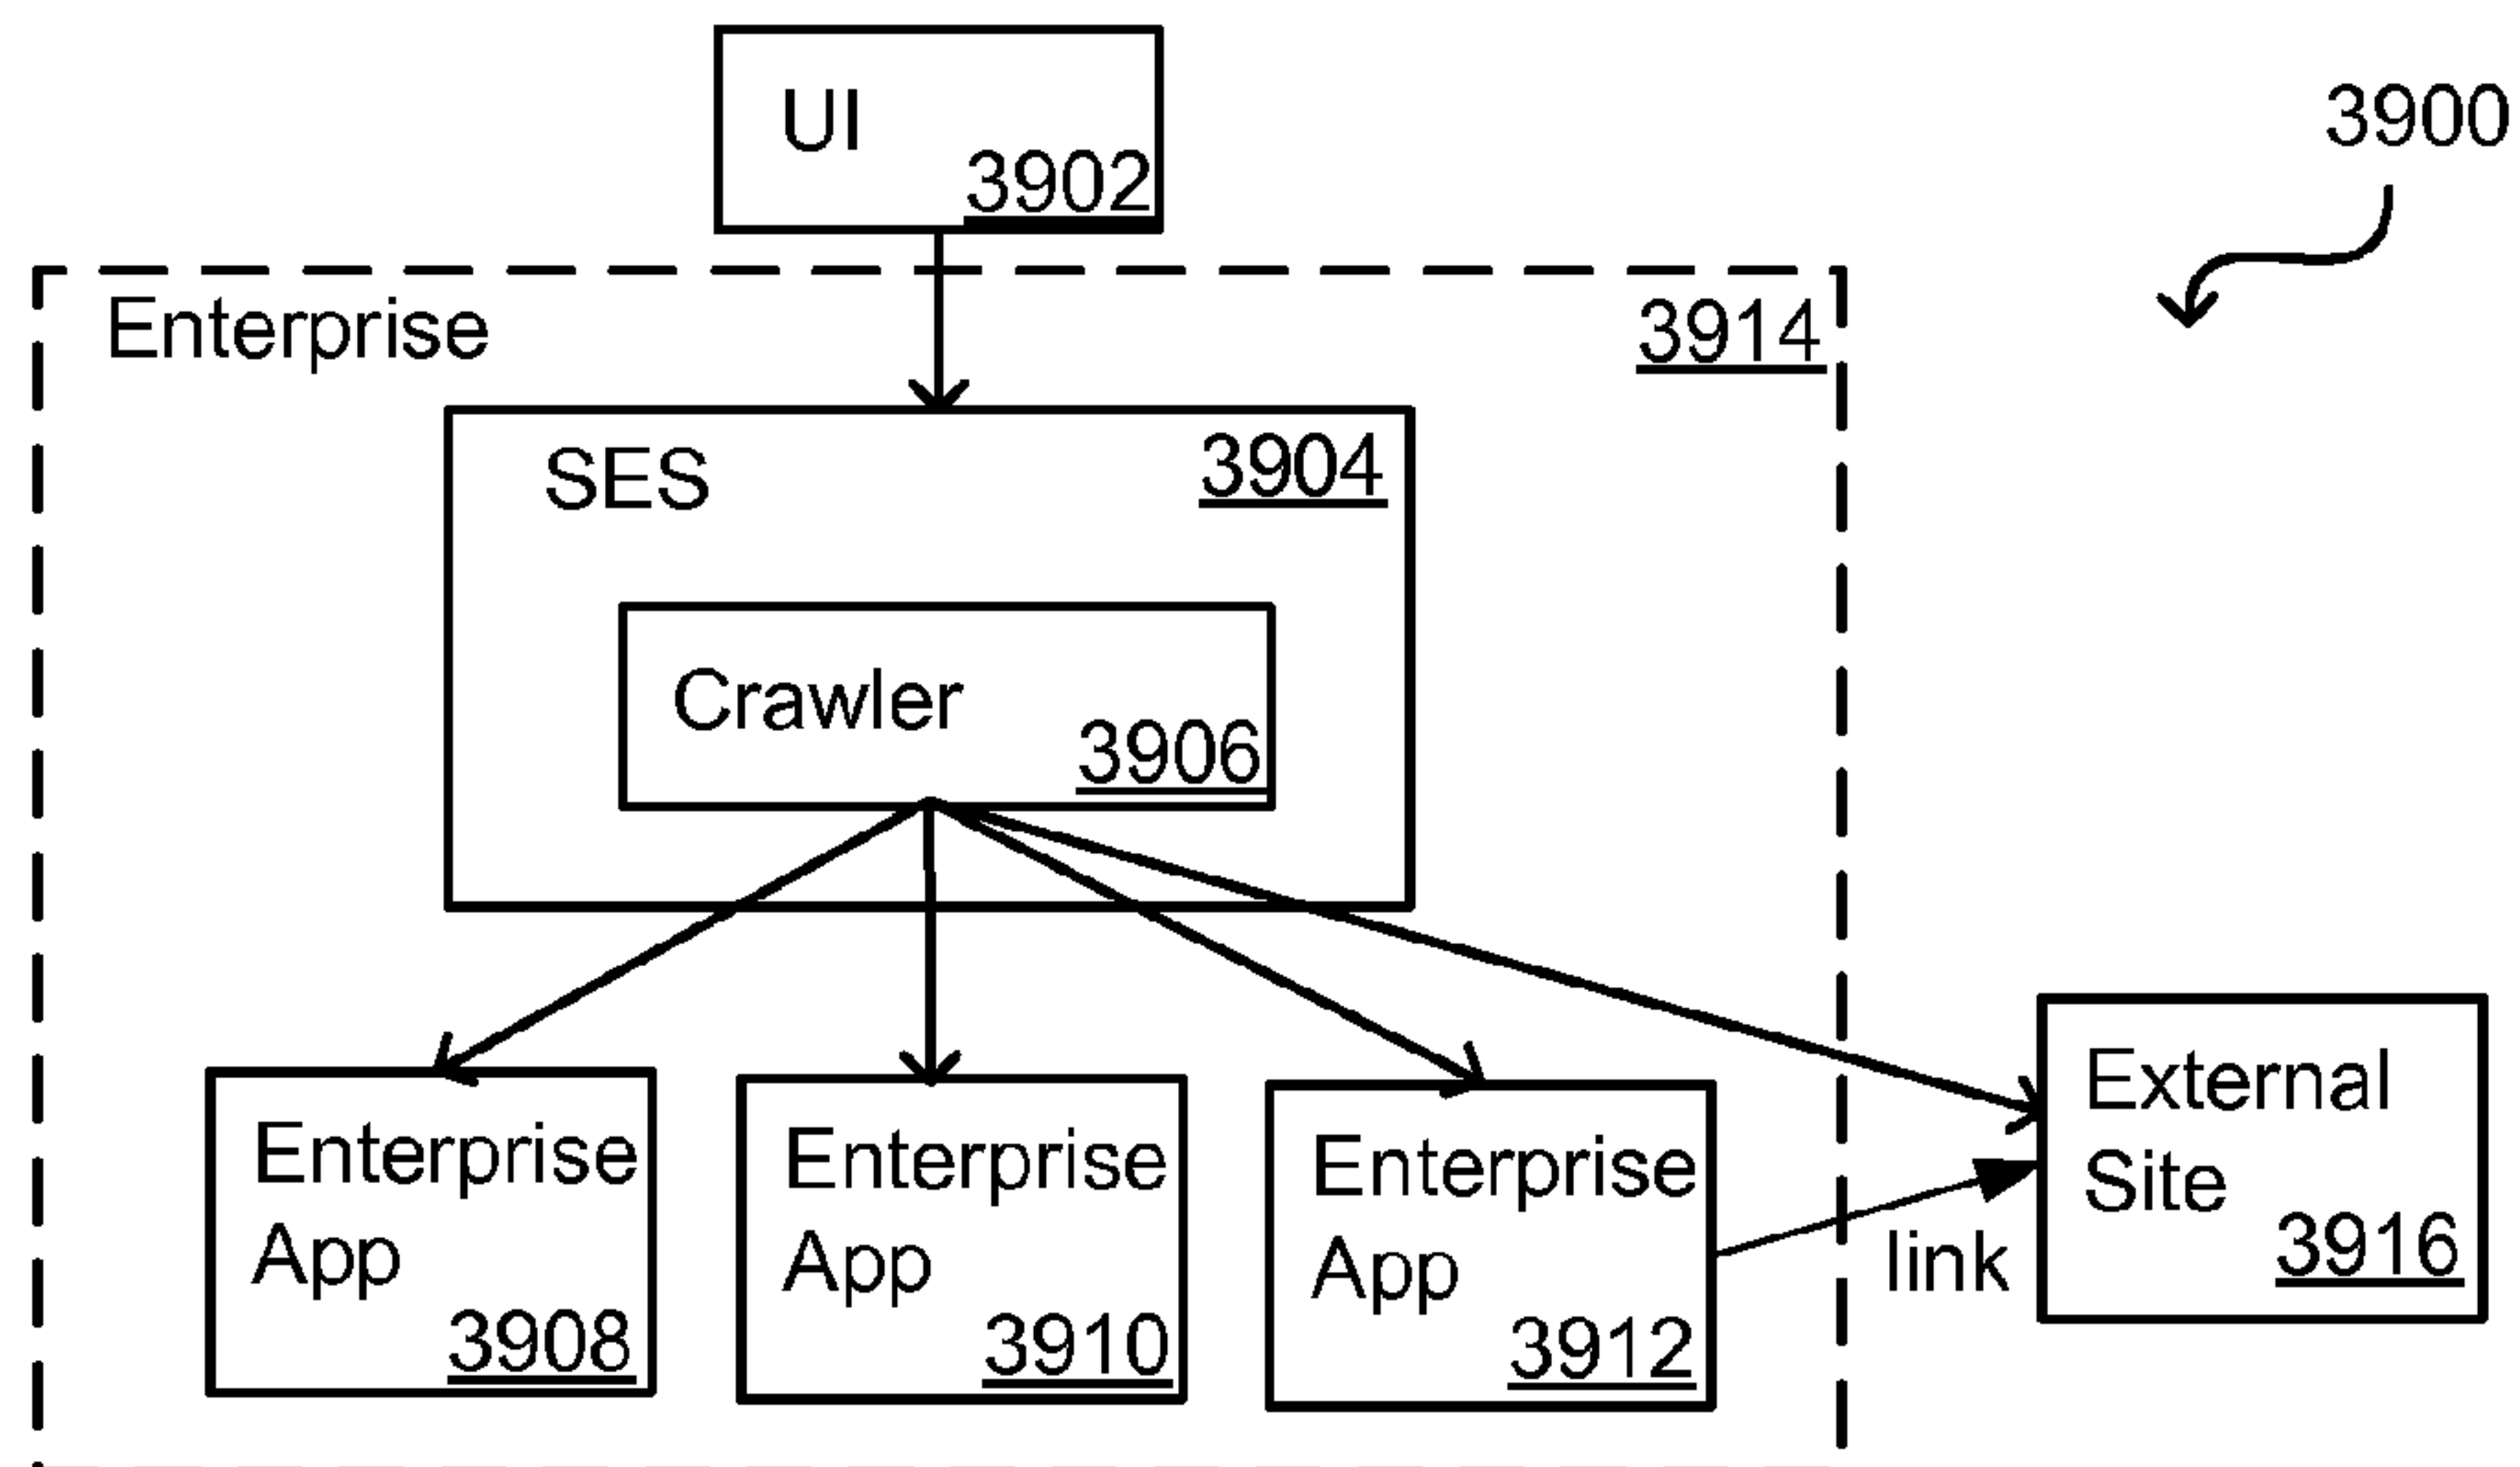 UI
3902
3900
Enterprise
3914
SES
3904
Crawler
3906
Enterprise
App
3908
Enterprise
App
3910
Enterprise
App
3912
link
External
Site
3916